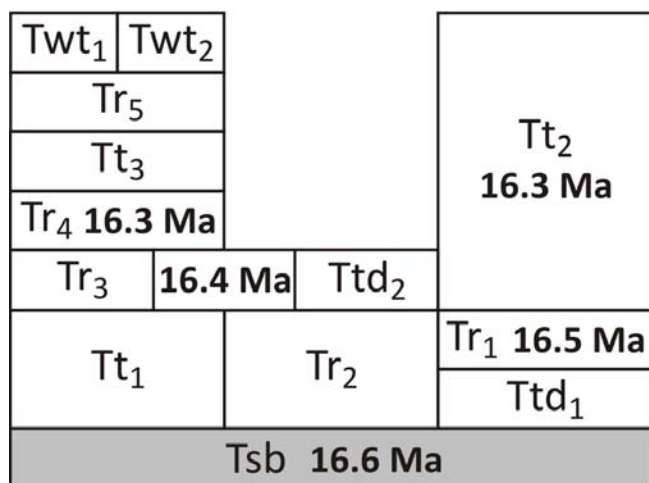 Twt₁ Twt₂
Tr₅
Tt₃
Tr₄ 16.3 Ma
Tr₃ 16.4 Ma Ttd₂
Tt₁ Tr₂
Tt₂
16.3 Ma
Tr₁ 16.5 Ma
Ttd₁
Tsb 16.6 Ma